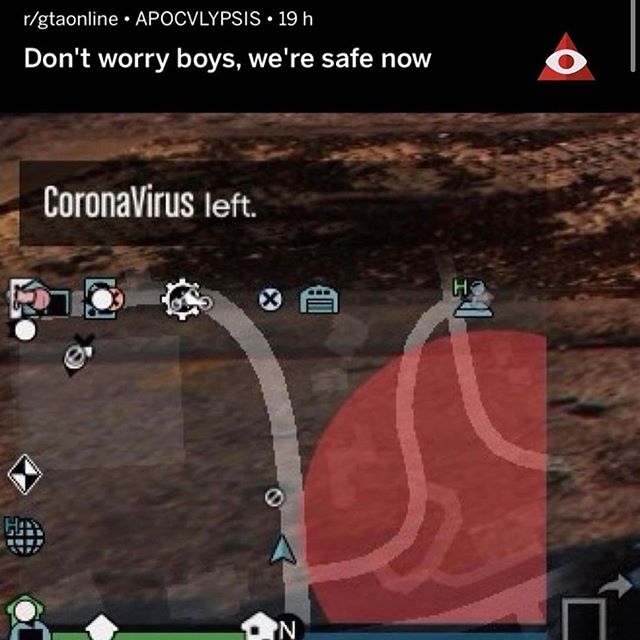 r/gtaonline • APOCVLYPSIS • 19 h
Don't worry boys, we're safe now
CoronaVirus left.
H
H
N